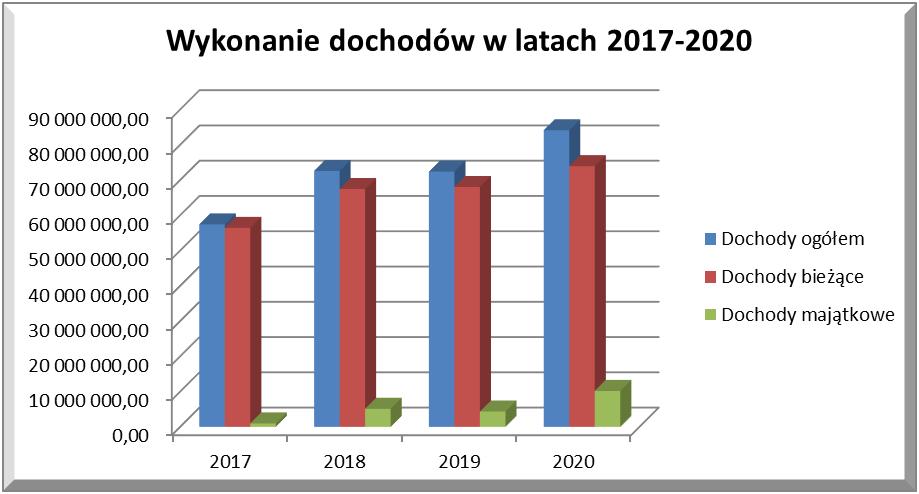 Wykonanie dochodów w latach 2017-2020
90 000 000,00
80 000 000,00
70 000 000,00
60 000 000,00
50 000 000,00
40 000 000,00
30 000 000,00
20 000 000,00
10 000 000,00
0,00
2017
2018
2019
2020
Dochody ogółem
Dochody bieżące
Dochody majątkowe